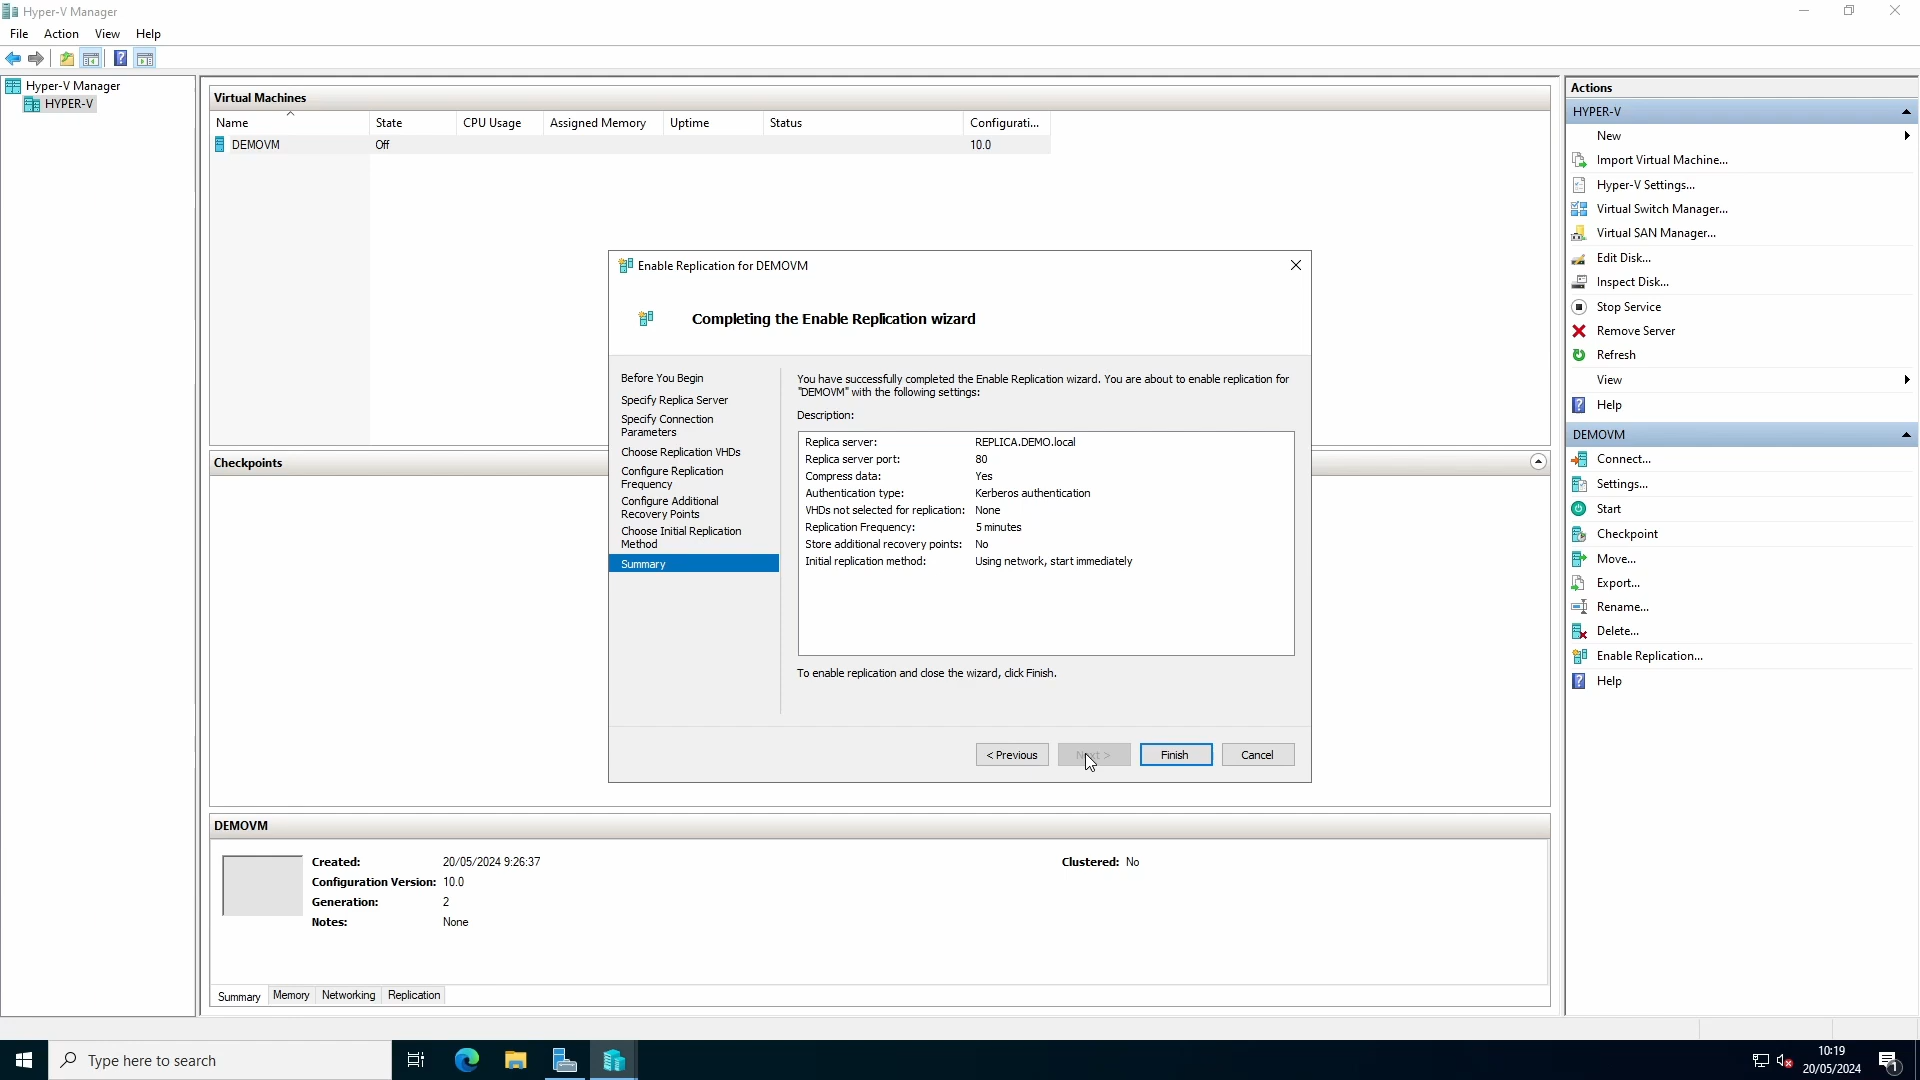 Hyper-V Manager
File Action View Help
Hyper-V Manager
HYPER-V
Virtual Machines
Name State CPU Usage Assigned Memory Uptime Status Configurati...
DEMOVM Off 10.0
Enable Replication for DEMOVM
Completing the Enable Replication wizard
Before You Begin
Specify Replica Server
Specify Connection
Parameters
Choose Replication VHDs
Configure Replication
Frequency
Configure Additional
Recovery Points
Choose Initial Replication
Method
Summary
You have successfully completed the Enable Replication wizard. You are about to enable replication for
"DEMOVM" with the following settings:
Description:
Replica server: REPLICA.DEMO.local
Replica server port: 80
Compress data: Yes
Authentication type: Kerberos authentication
VHDs not selected for replication: None
Replication Frequency: 5 minutes
Store additional recovery points: No
Initial replication method: Using network, start immediately
To enable replication and close the wizard, click Finish.
< Previous Next > Finish Cancel
Checkpoints
DEMOVM
Created: 20/05/2024 9:26:37 Clustered: No
Configuration Version: 10.0
Generation: 2
Notes: None
Summary Memory Networking Replication
Actions
HYPER-V
New
Import Virtual Machine...
Hyper-V Settings...
Virtual Switch Manager...
Virtual SAN Manager...
Edit Disk...
Inspect Disk...
Stop Service
Remove Server
Refresh
View
Help
DEMOVM
Connect...
Settings...
Start
Checkpoint
Move...
Export...
Rename...
Delete...
Enable Replication...
Help
Type here to search
10:19
20/05/2024
1